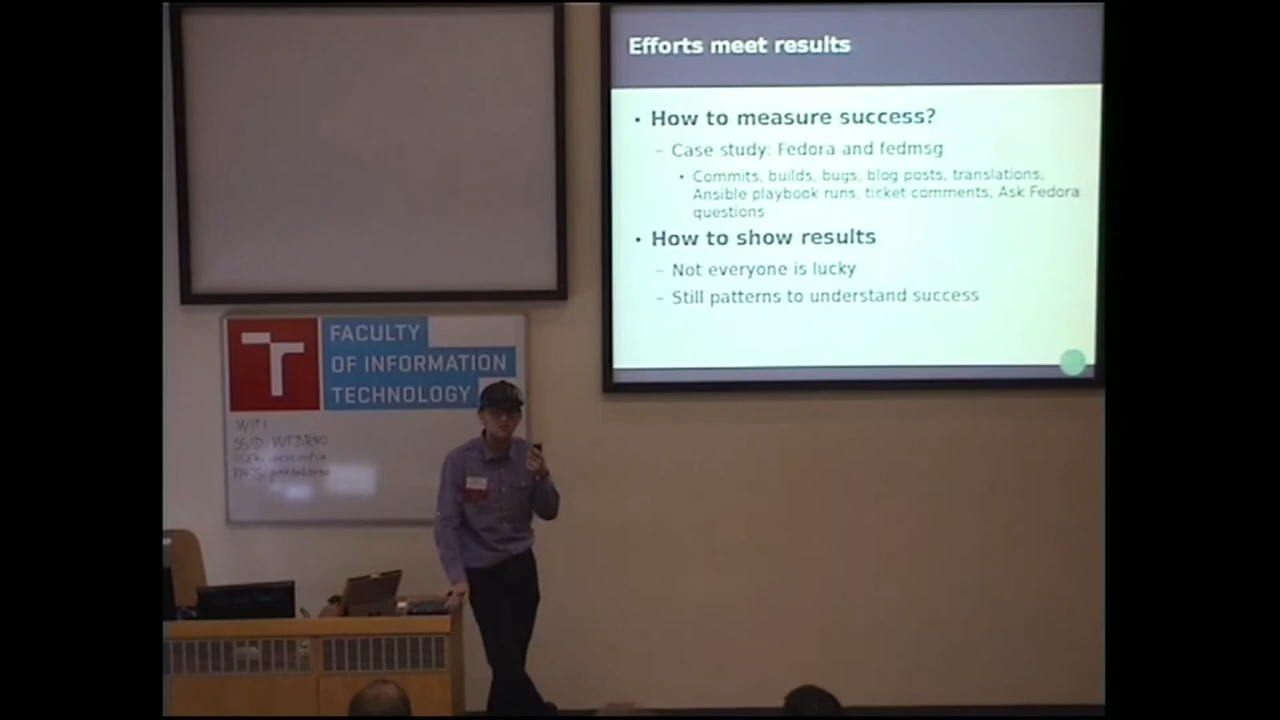 Efforts meet results
• How to measure success?
– Case study: Fedora and fedmsg
• Commits, builds, bugs, blog posts, translations,
Ansible playbook runs, ticket comments, Ask Fedora
questions
• How to show results
– Not everyone is lucky
– Still patterns to understand success
T
FACULTY
OF INFORMATION
TECHNOLOGY
WIFI
SSID
USER
PASS